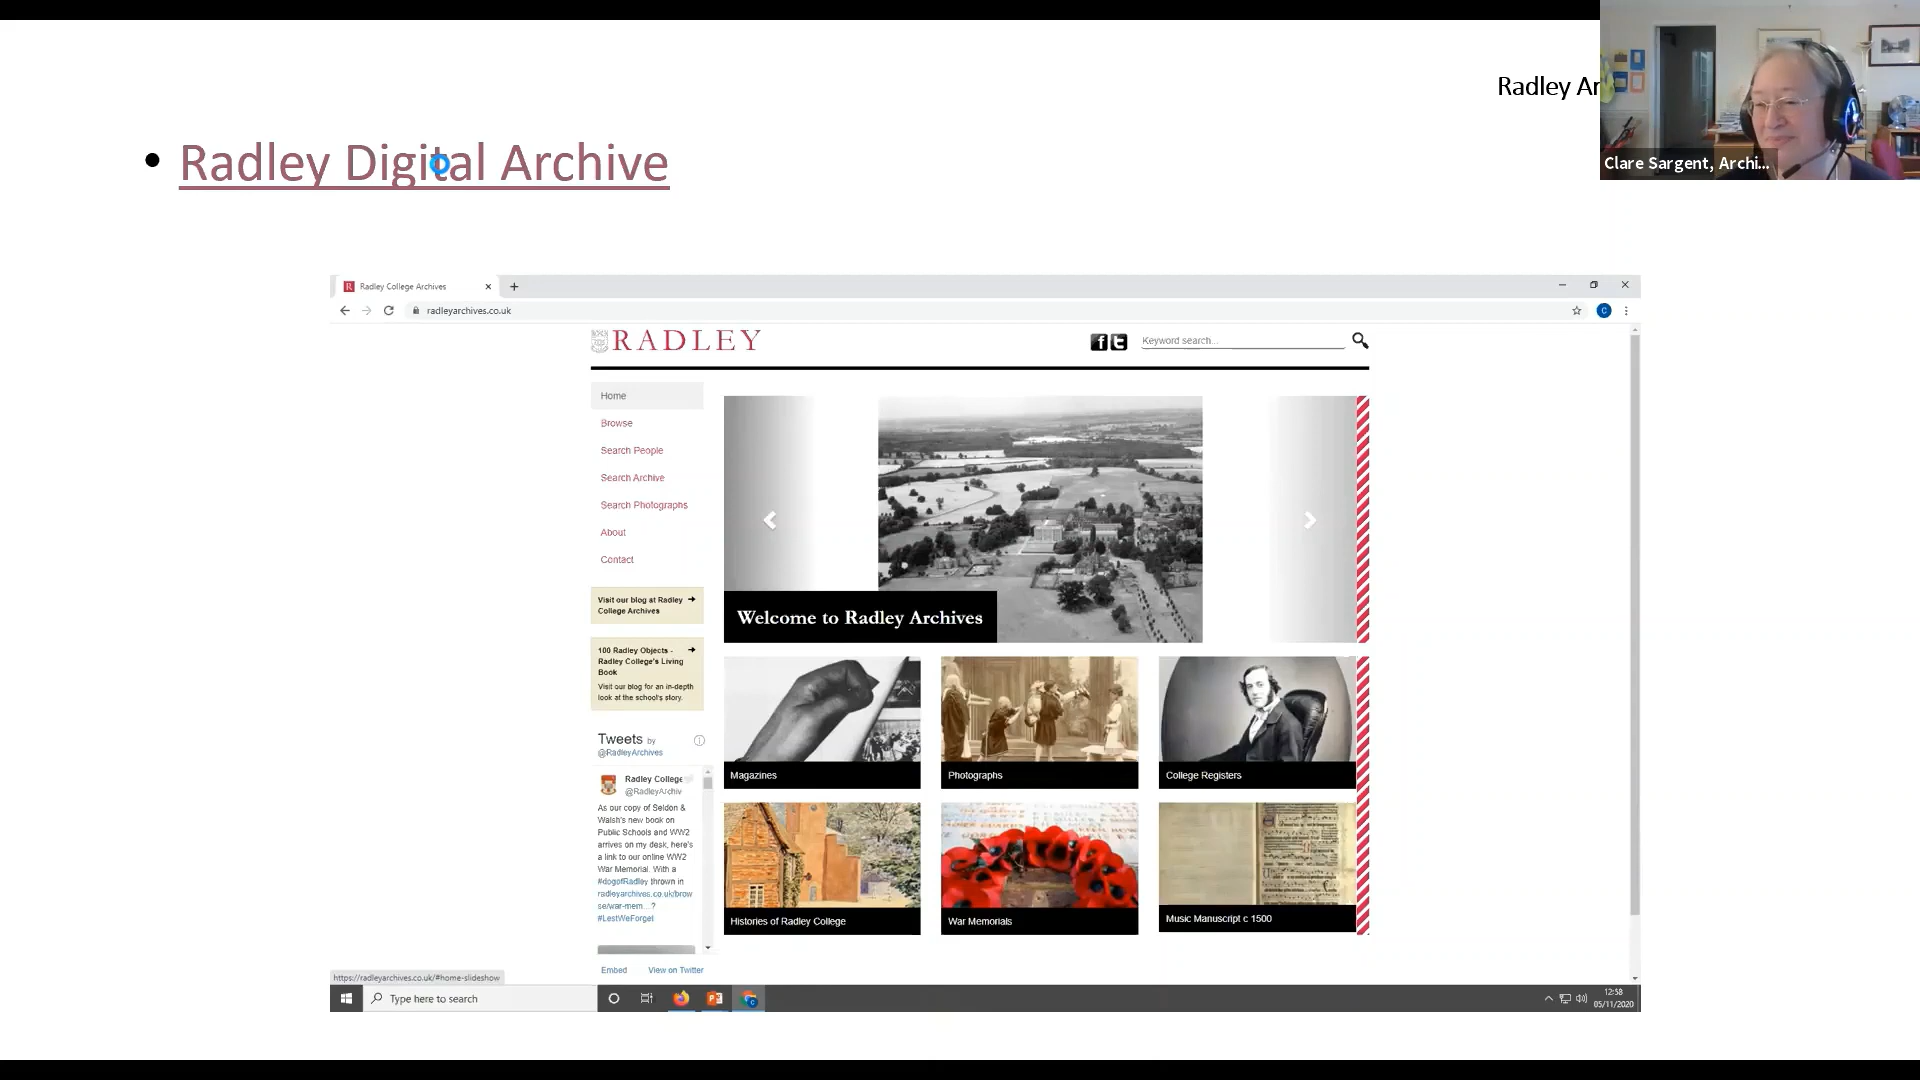 Radley Ar
Clare Sargent, Archi...
• Radley Digital Archive
Radley College Archives
radleyarchives.co.uk
RADLEY
Keyword search...
Home
Browse
Search People
Search Archive
Search Photographs
About
Contact
Visit our blog at Radley
College Archives
100 Radley Objects -
Radley College's Living
Book
Visit our blog for an in-depth
look at the school's story.
Tweets by
@RadleyArchives
Radley College
@RadleyArchiv
As our copy of Seldon &
Walsh's new book on
Public Schools and WW2
arrives on my desk, here's
a link to our online WW2
War Memorial. With a
#dogofRadley thrown in
radleyarchives.co.uk/brow
se/war-mem...?
#LestWeForget
Embed
View on Twitter
Welcome to Radley Archives
Magazines
Photographs
College Registers
Histories of Radley College
War Memorials
Music Manuscript c 1500
https://radleyarchives.co.uk/#home-slideshow
Type here to search
12:58
05/11/2020